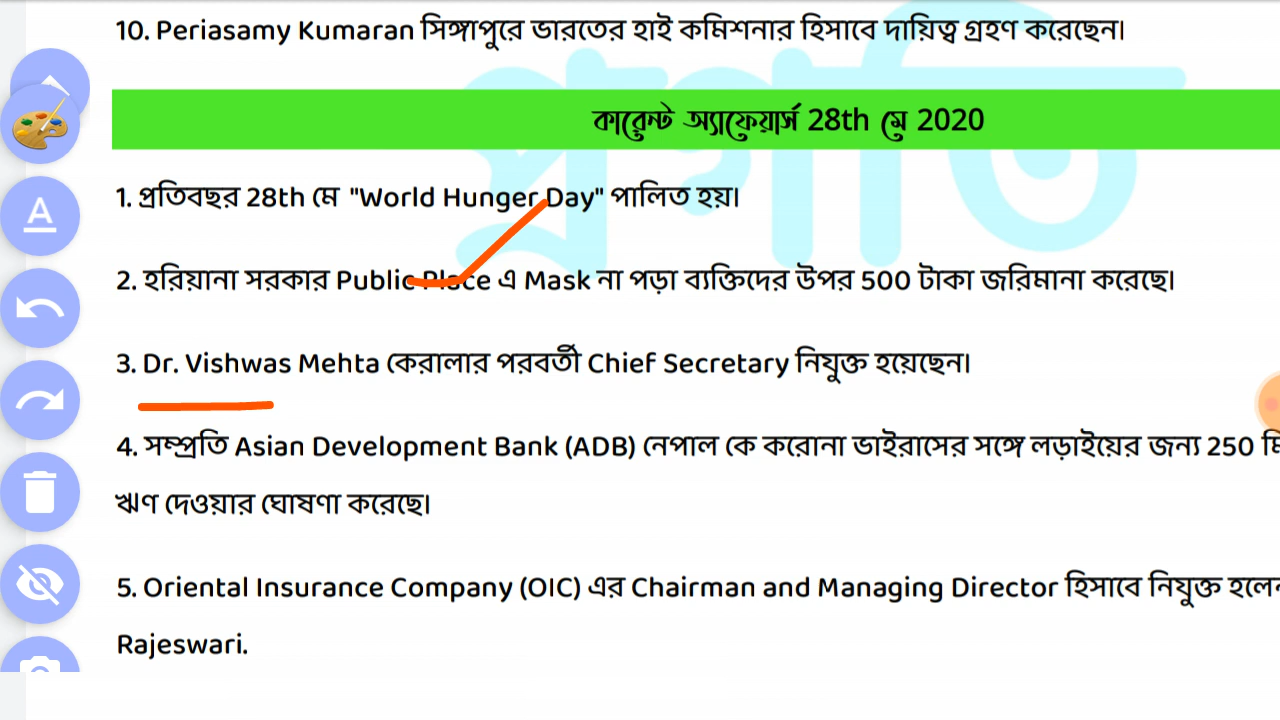 10. Periasamy Kumaran সিঙ্গাপুরে ভারতের হাই কমিশনার হিসাবে দায়িত্ব গ্রহণ করেছেন।
কারেন্ট অ্যাফেয়ার্স 28th মে 2020
1. প্রতিবছর 28th মে "World Hunger Day" পালিত হয়।
2. হরিয়ানা সরকার Public Place এ Mask না পড়া ব্যক্তিদের উপর 500 টাকা জরিমানা করেছে।
3. Dr. Vishwas Mehta কেরালার পরবর্তী Chief Secretary নিযুক্ত হয়েছেন।
4. সম্প্রতি Asian Development Bank (ADB) নেপাল কে করোনা ভাইরাসের সঙ্গে লড়াইয়ের জন্য 250
ঋণ দেওয়ার ঘোষণা করেছে।
5. Oriental Insurance Company (OIC) এর Chairman and Managing Director হিসাবে নিযুক্ত
Rajeswari.
প্রগতি
A